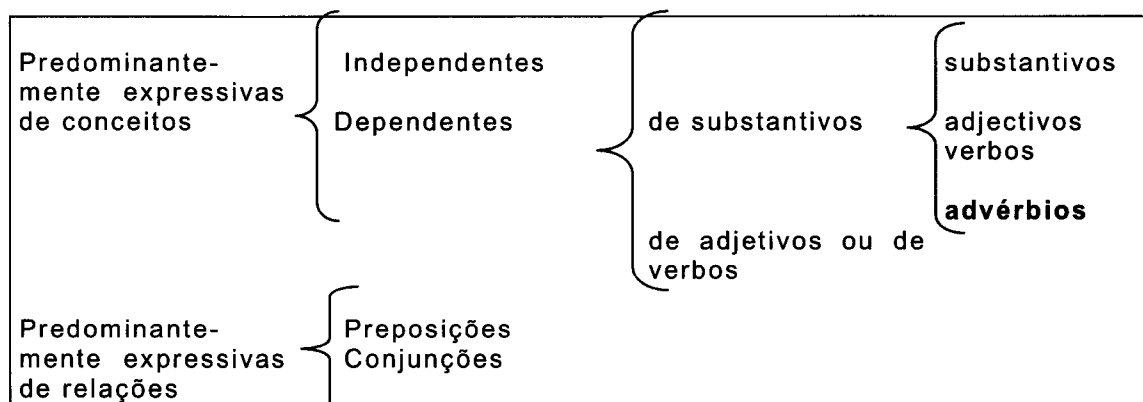 Predominante-
mente expressivas
de conceitos
Independentes
Dependentes
de substantivos
de adjetivos ou de
verbos
substantivos
adjectivos
verbos
advérbios
Predominante-
mente expressivas
de relações
Preposições
Conjunções